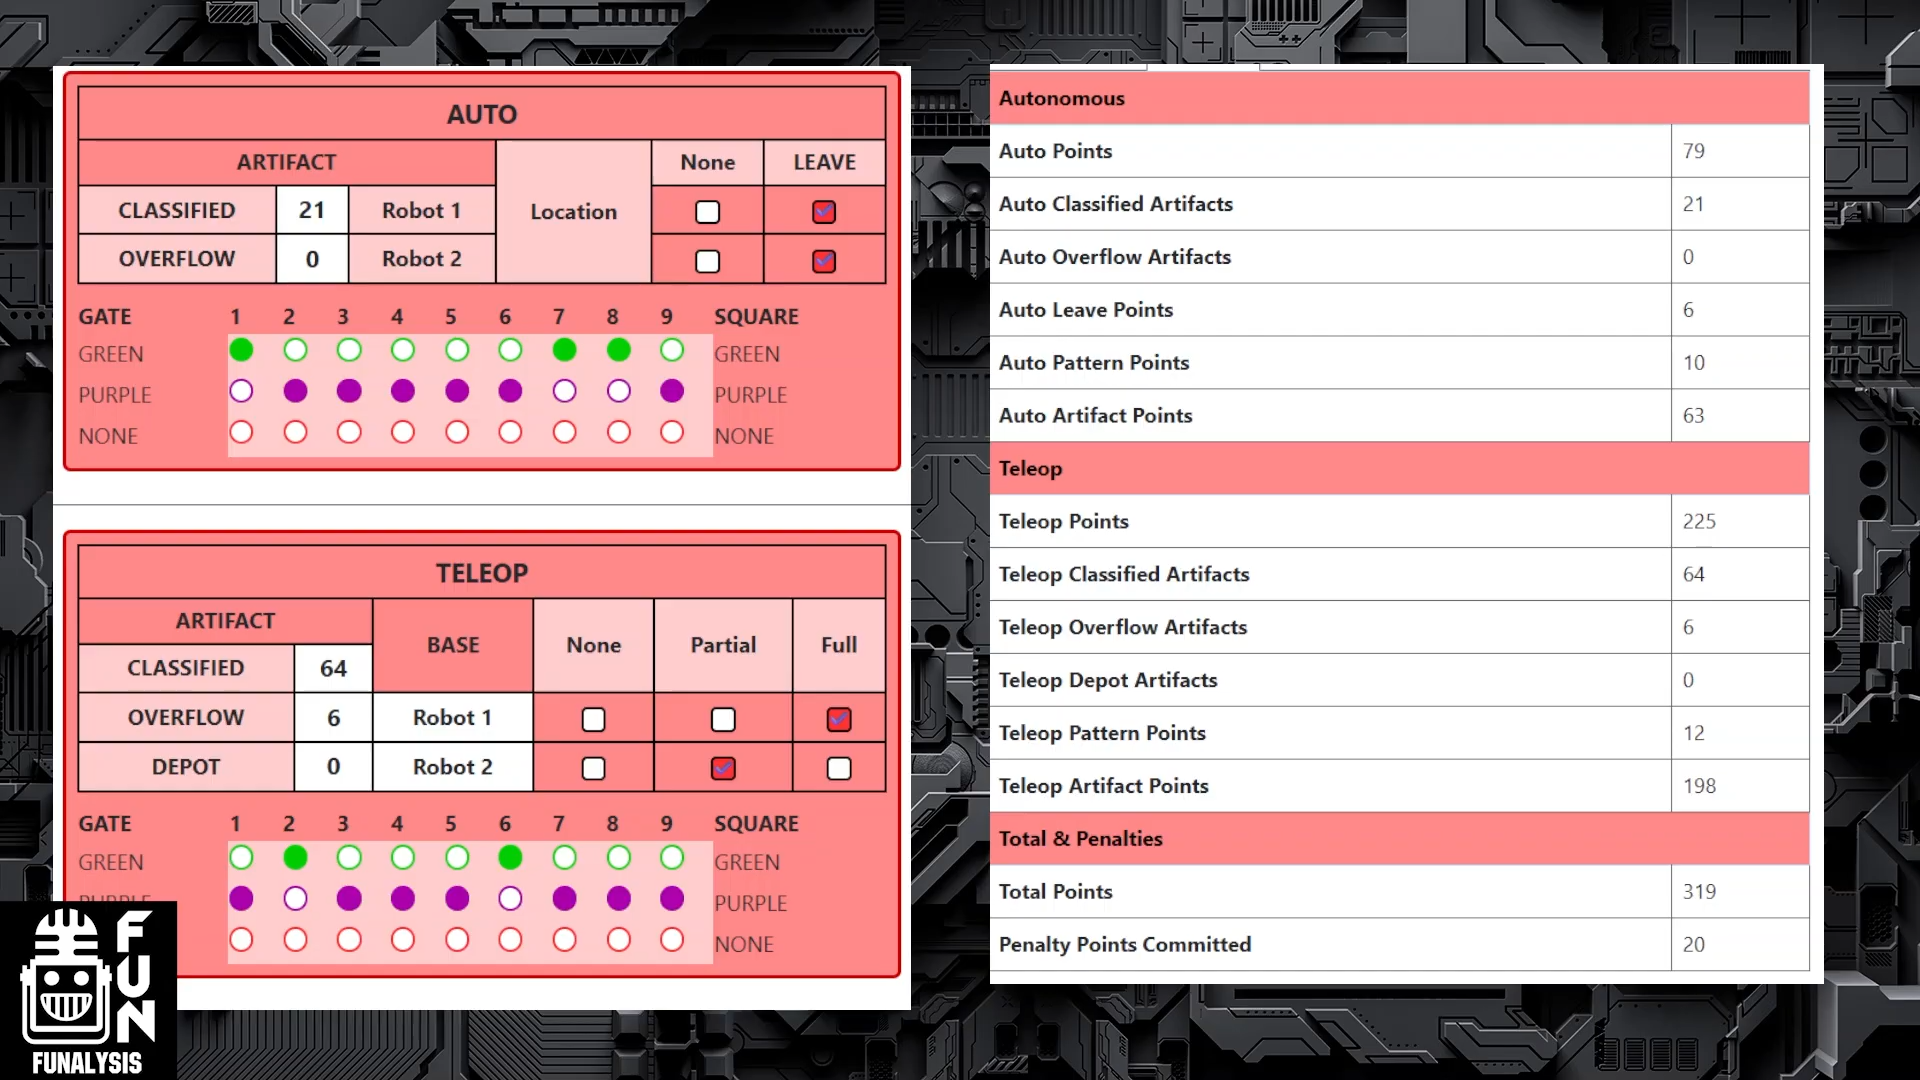 AUTO
ARTIFACT
None
LEAVE
CLASSIFIED 21 Robot 1
Location
OVERFLOW 0 Robot 2
GATE 1 2 3 4 5 6 7 8 9 SQUARE
GREEN GREEN
PURPLE PURPLE
NONE NONE
TELEOP
ARTIFACT
BASE None Partial Full
CLASSIFIED 64
OVERFLOW 6 Robot 1
DEPOT 0 Robot 2
GATE 1 2 3 4 5 6 7 8 9 SQUARE
GREEN GREEN
PURPLE PURPLE
NONE
FUN
FUNALYSIS
Autonomous
Auto Points 79
Auto Classified Artifacts 21
Auto Overflow Artifacts 0
Auto Leave Points 6
Auto Pattern Points 10
Auto Artifact Points 63
Teleop
Teleop Points 225
Teleop Classified Artifacts 64
Teleop Overflow Artifacts 6
Teleop Depot Artifacts 0
Teleop Pattern Points 12
Teleop Artifact Points 198
Total & Penalties
Total Points 319
Penalty Points Committed 20